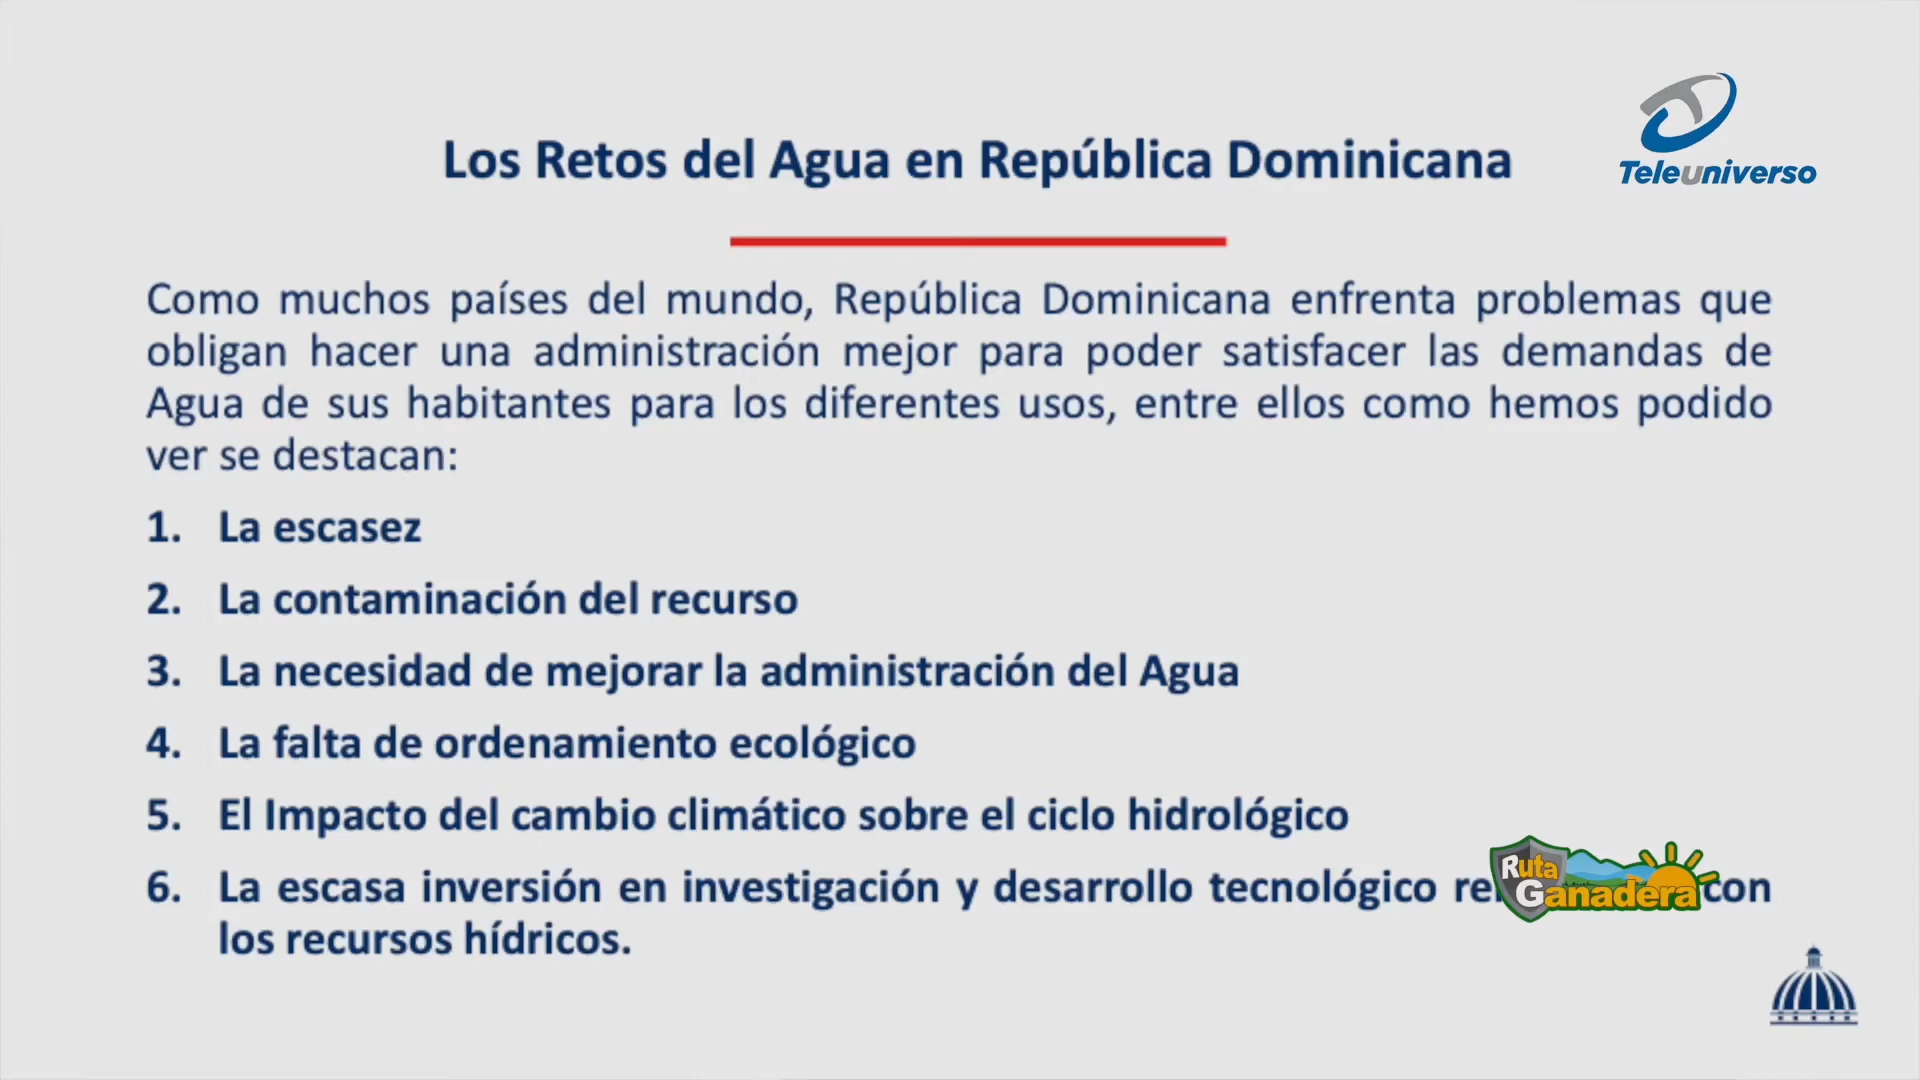 Los Retos del Agua en República Dominicana
Teleuniverso
Como muchos países del mundo, República Dominicana enfrenta problemas que
obligan hacer una administración mejor para poder satisfacer las demandas de
Agua de sus habitantes para los diferentes usos, entre ellos como hemos podido
ver se destacan:
1. La escasez
2. La contaminación del recurso
3. La necesidad de mejorar la administración del Agua
4. La falta de ordenamiento ecológico
5. El Impacto del cambio climático sobre el ciclo hidrológico
6. La escasa inversión en investigación y desarrollo tecnológico con
los recursos hídricos.
Ruta
Ganadera